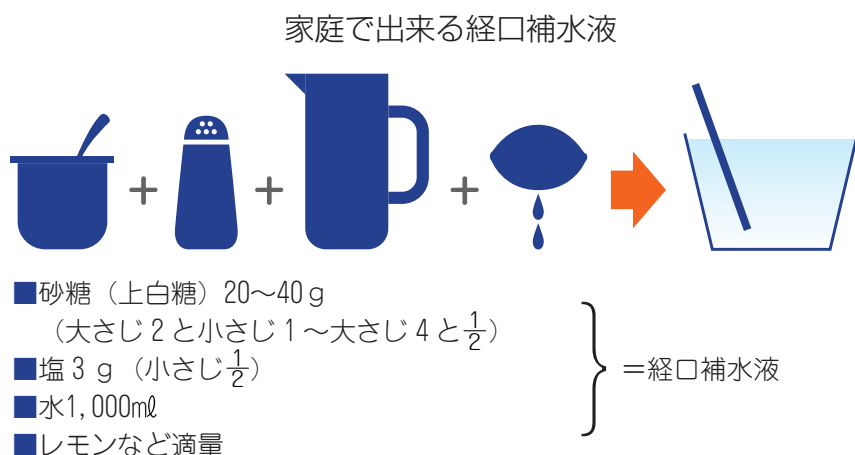 家庭で出来る経口補水液
■砂糖（上白糖）20～40g
（大さじ2と小さじ1～大さじ4と1/2）
■塩3g（小さじ1/2）
＝経口補水液
■水1,000mℓ
■レモンなど適量